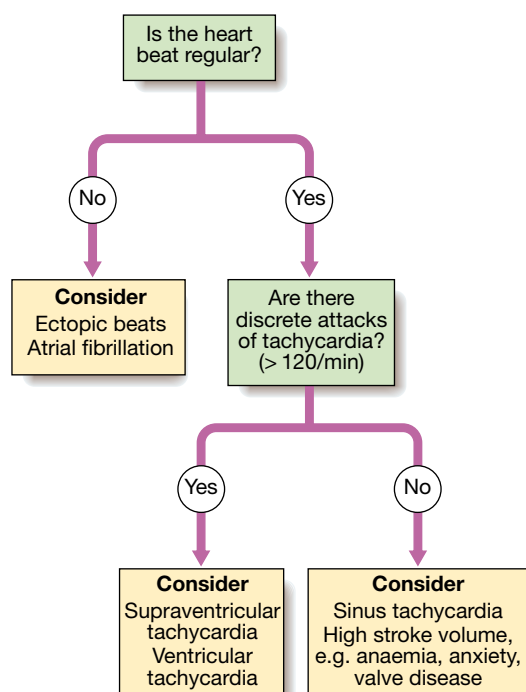 Is the heart
beat regular?
No
Yes
Consider
Ectopic beats
Atrial fibrillation
Are there
discrete attacks
of tachycardia?
(> 120/min)
Yes
No
Consider
Supraventricular
tachycardia
Ventricular
tachycardia
Consider
Sinus tachycardia
High stroke volume,
e.g. anaemia, anxiety,
valve disease